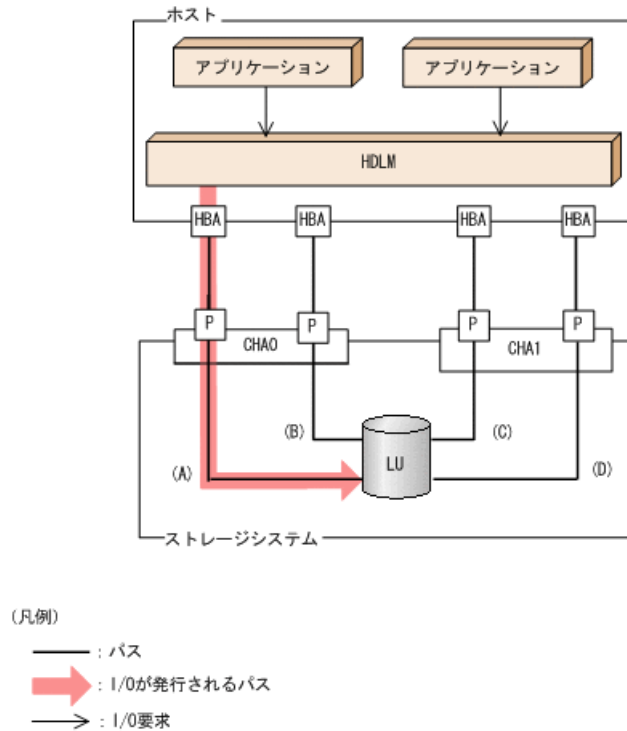 ホスト
アプリケーション
アプリケーション
HDLM
HBA
HBA
HBA
HBA
P
P
P
P
CHA0
CHA1
(B)
(C)
LU
(A)
(D)
ストレージシステム
(凡例)
: パス
: I/Oが発行されるパス
: I/O要求